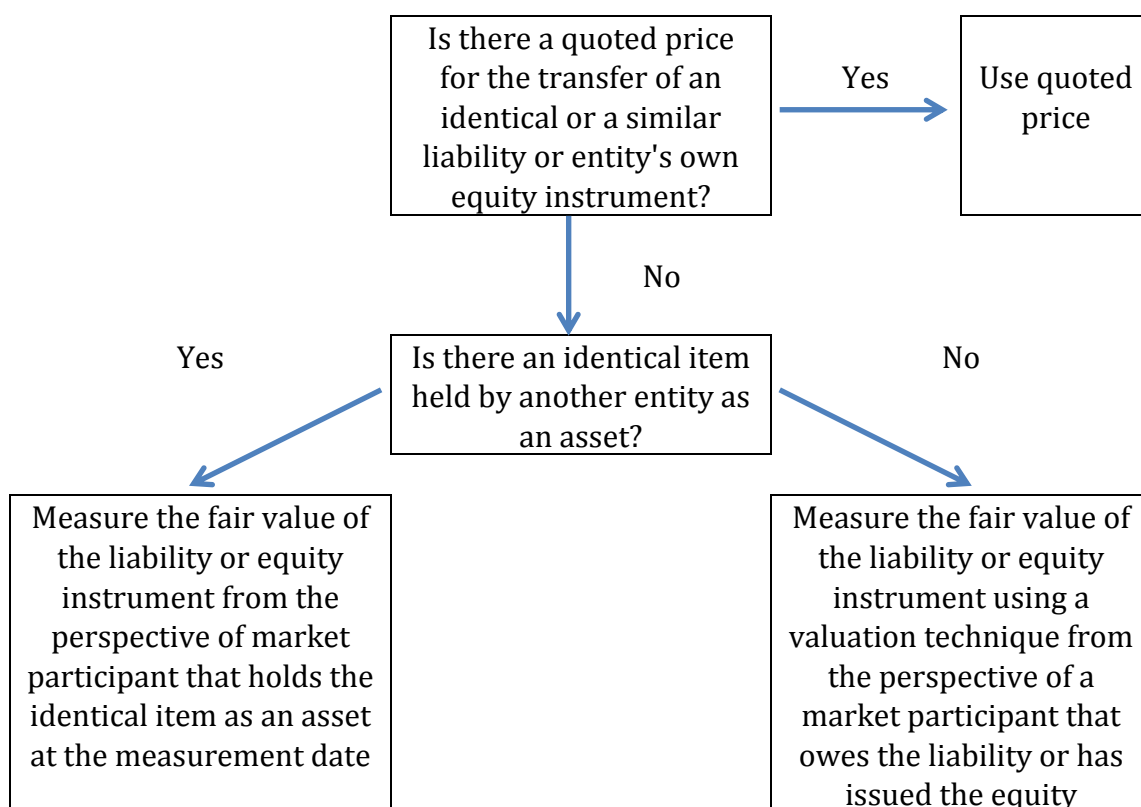 Is there a quoted price
for the transfer of an
identical or a similar
liability or entity's own
equity instrument?
Yes
Use quoted
price
No
Yes
Is there an identical item
held by another entity as
an asset?
No
Measure the fair value of
the liability or equity
instrument from the
perspective of market
participant that holds the
identical item as an asset
at the measurement date
Measure the fair value of
the liability or equity
instrument using a
valuation technique from
the perspective of a
market participant that
owes the liability or has
issued the equity